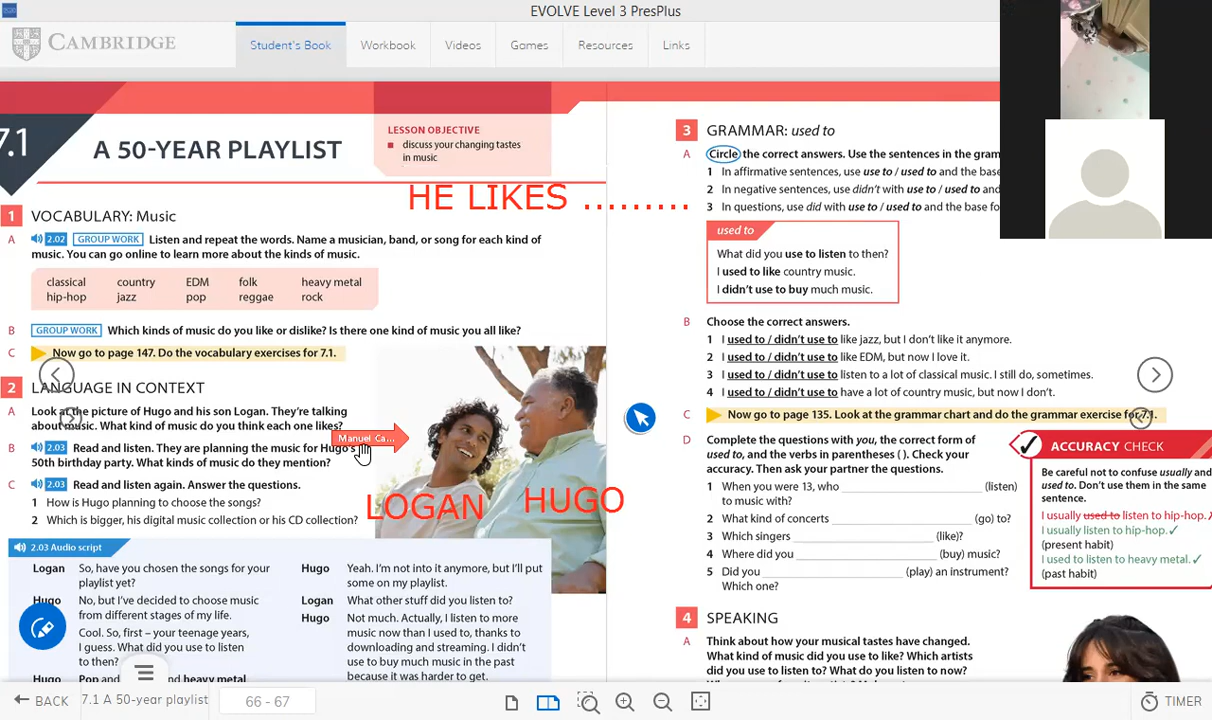 EVOLVE Level 3 PresPlus
CAMBRIDGE
Student's Book
Workbook
Videos
Games
Resources
Links
7.1
A 50-YEAR PLAYLIST
LESSON OBJECTIVE
discuss your changing tastes
in music
HE LIKES .........
1 VOCABULARY: Music
A 2.02 GROUP WORK Listen and repeat the words. Name a musician, band, or song for each kind of
music. You can go online to learn more about the kinds of music.
classical country EDM folk heavy metal
hip-hop jazz pop reggae rock
B GROUP WORK Which kinds of music do you like or dislike? Is there one kind of music you all like?
C Now go to page 147. Do the vocabulary exercises for 7.1.
2 LANGUAGE IN CONTEXT
A Look at the picture of Hugo and his son Logan. They're talking
about music. What kind of music do you think each one likes?
Manuel Ca...
B 2.03 Read and listen. They are planning the music for Hugo's
50th birthday party. What kinds of music do they mention?
C 2.03 Read and listen again. Answer the questions.
1 How is Hugo planning to choose the songs?
2 Which is bigger, his digital music collection or his CD collection?
LOGAN
HUGO
2.03 Audio script
Logan So, have you chosen the songs for your
playlist yet?
Hugo No, but I've decided to choose music
from different stages of my life.
Cool. So, first – your teenage years,
I guess. What did you use to listen
to then?
Hugo Pop and heavy metal
Hugo Yeah. I'm not into it anymore, but I'll put
some on my playlist.
Logan What other stuff did you listen to?
Hugo Not much. Actually, I listen to more
music now than I used to, thanks to
downloading and streaming. I didn't
use to buy much music in the past
because it was harder to get.
3 GRAMMAR: used to
A Circle the correct answers. Use the sentences in the gram
1 In affirmative sentences, use use to / used to and the base
2 In negative sentences, use didn't with use to / used to and
3 In questions, use did with use to / used to and the base fo
used to
What did you use to listen to then?
I used to like country music.
I didn't use to buy much music.
B Choose the correct answers.
1 I used to / didn't use to like jazz, but I don't like it anymore.
2 I used to / didn't use to like EDM, but now I love it.
3 I used to / didn't use to listen to a lot of classical music. I still do, sometimes.
4 I used to / didn't use to have a lot of country music, but now I don't.
C Now go to page 135. Look at the grammar chart and do the grammar exercise for 7.1.
D Complete the questions with you, the correct form of
used to, and the verbs in parentheses ( ). Check your
accuracy. Then ask your partner the questions.
1 When you were 13, who ____ (listen)
to music with?
2 What kind of concerts ____ (go) to?
3 Which singers ____ (like)?
4 Where did you ____ (buy) music?
5 Did you ____ (play) an instrument?
Which one?
ACCURACY CHECK
Be careful not to confuse usually and
used to. Don't use them in the same
sentence.
I usually used to listen to hip-hop. ✗
I usually listen to hip-hop. ✓
(present habit)
I used to listen to heavy metal. ✓
(past habit)
4 SPEAKING
A Think about how your musical tastes have changed.
What kind of music did you use to like? Which artists
did you use to listen to? What do you listen to now?
BACK
7.1 A 50-year playlist
66 - 67
TIMER